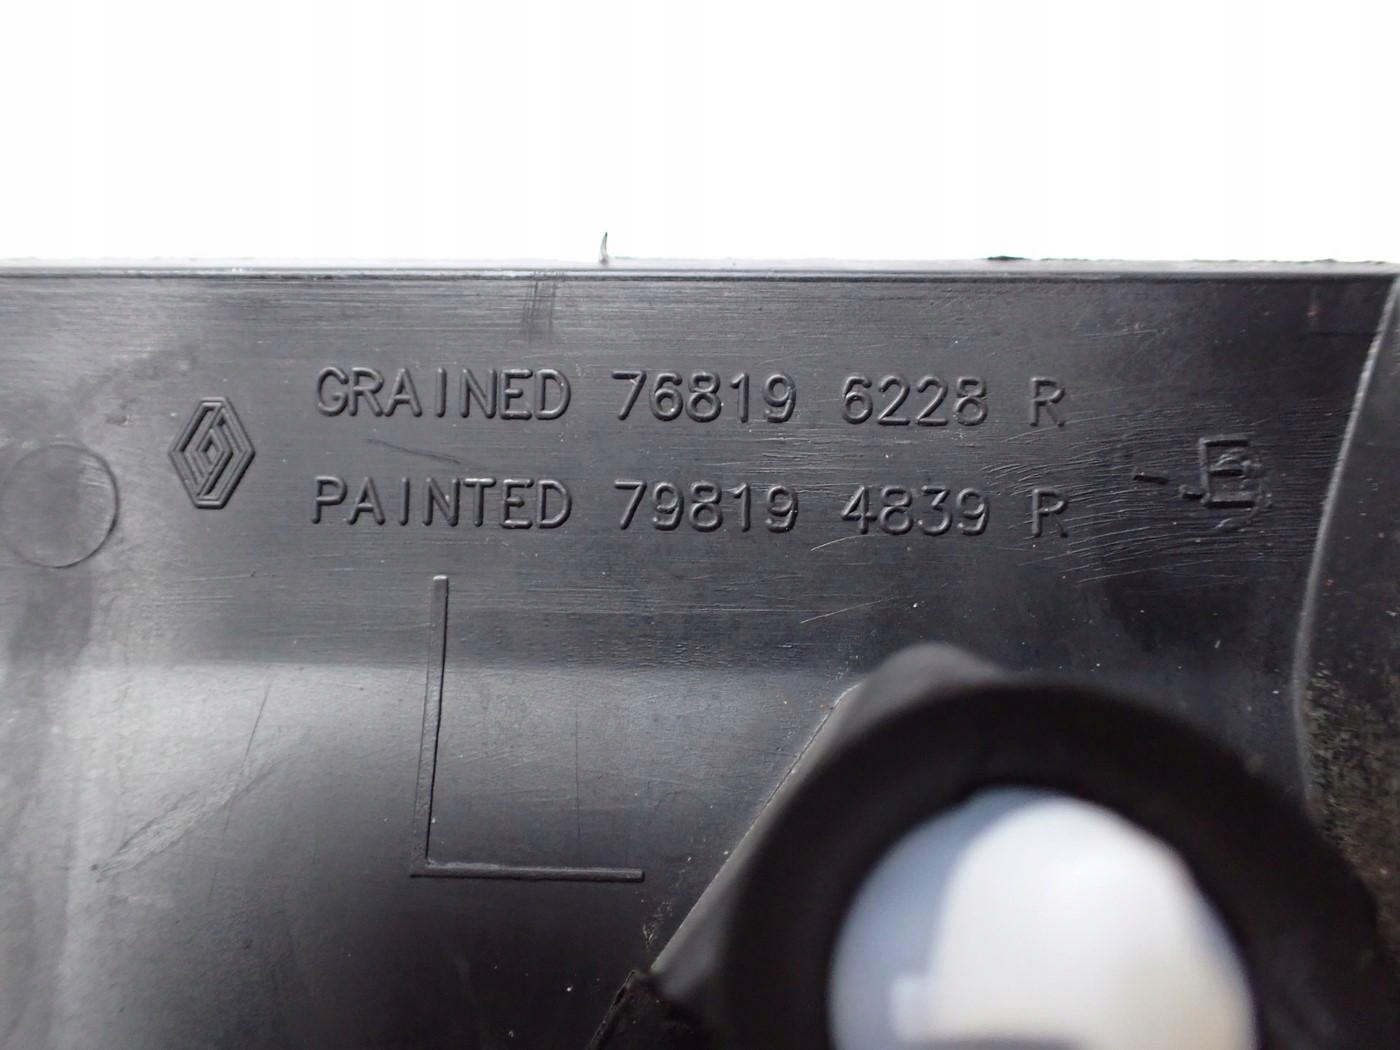 GRAINED 76819 6228 R
PAINTED 79819 4839 R
E
L